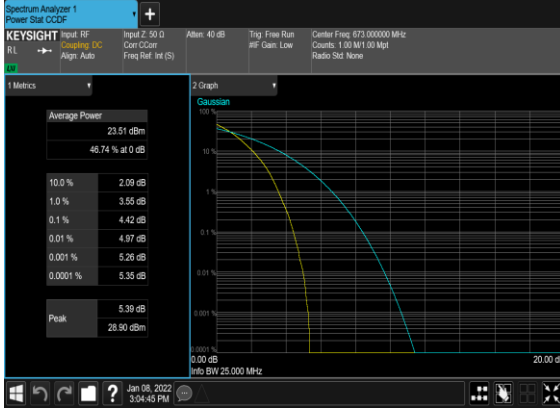 Spectrum Analyzer 1
Power Stat CCDF
+
KEYSIGHT Input: RF Input Z: 50 Ω Atten: 40 dB Trig: Free Run Center Freq: 673.000000 MHz
RL Coupling: DC Corr CCorr #IF Gain: Low Counts: 1.00 M/1.00 Mpt
Align: Auto Freq Ref: Int (S) Radio Std: None
1 Metrics
2 Graph
Average Power
23.51 dBm
46.74 % at 0 dB
10.0 % 2.09 dB
1.0 % 3.55 dB
0.1 % 4.42 dB
0.01 % 4.97 dB
0.001 % 5.26 dB
0.0001 % 5.35 dB
Peak 5.39 dB
28.90 dBm
Gaussian
100 %
10 %
1 %
0.1 %
0.01 %
0.001 %
0.0001 %
0.00 dB 20.00 d
Info BW 25.000 MHz
? Jan 08, 2022
3:04:45 PM